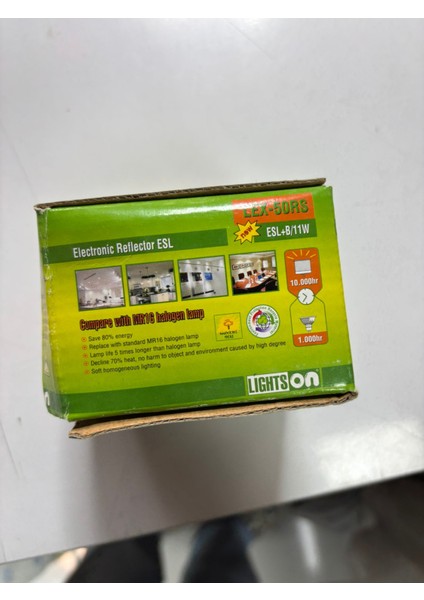 LEX-50RS
ESL+B/11W
Electronic Reflector ESL
10.000hr
1.000hr
Compare with MR16 halogen lamp
Save 80% energy
Replace with standard MR16 halogen lamp
Lamp life 5 times longer than halogen lamp
Decline 70% heat, no harm to object and environment caused by high degree
Soft homogeneous lighting
LIGHTS ON